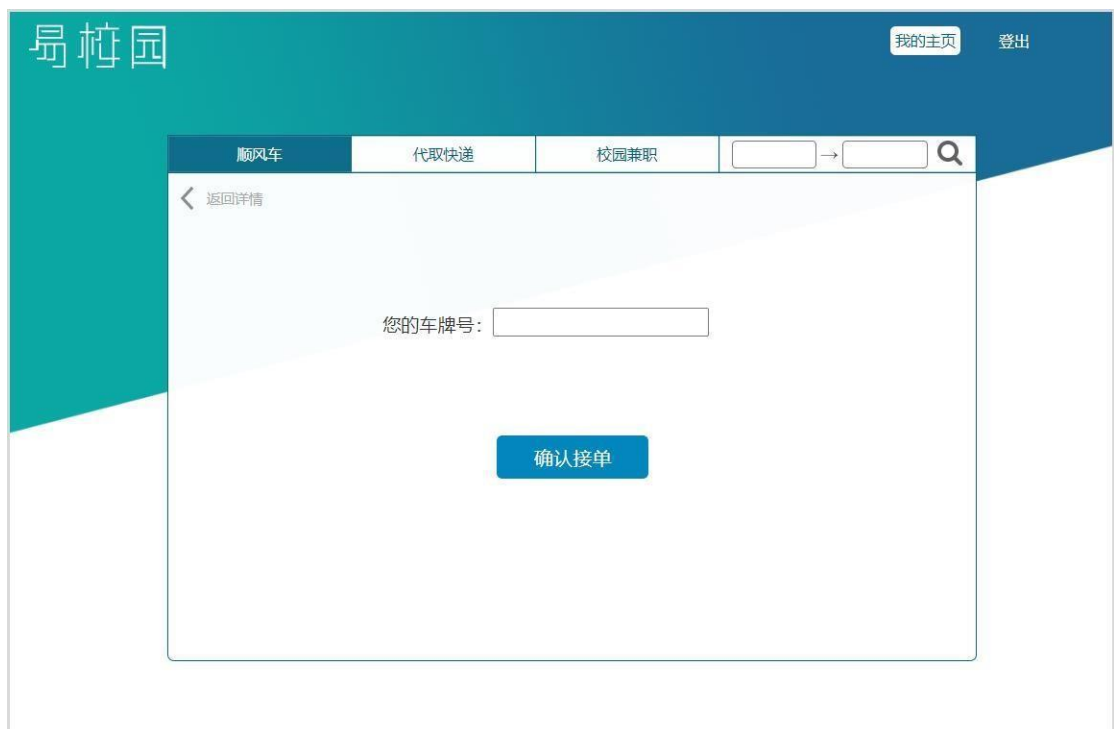 易校园
我的主页 登出
顺风车 代取快递 校园兼职 →
返回详情
您的车牌号：
确认接单